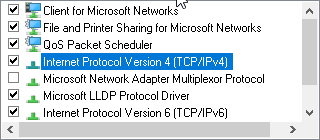 Client for Microsoft Networks
File and Printer Sharing for Microsoft Networks
QoS Packet Scheduler
Internet Protocol Version 4 (TCP/IPv4)
Microsoft Network Adapter Multiplexor Protocol
Microsoft LLDP Protocol Driver
Internet Protocol Version 6 (TCP/IPv6)